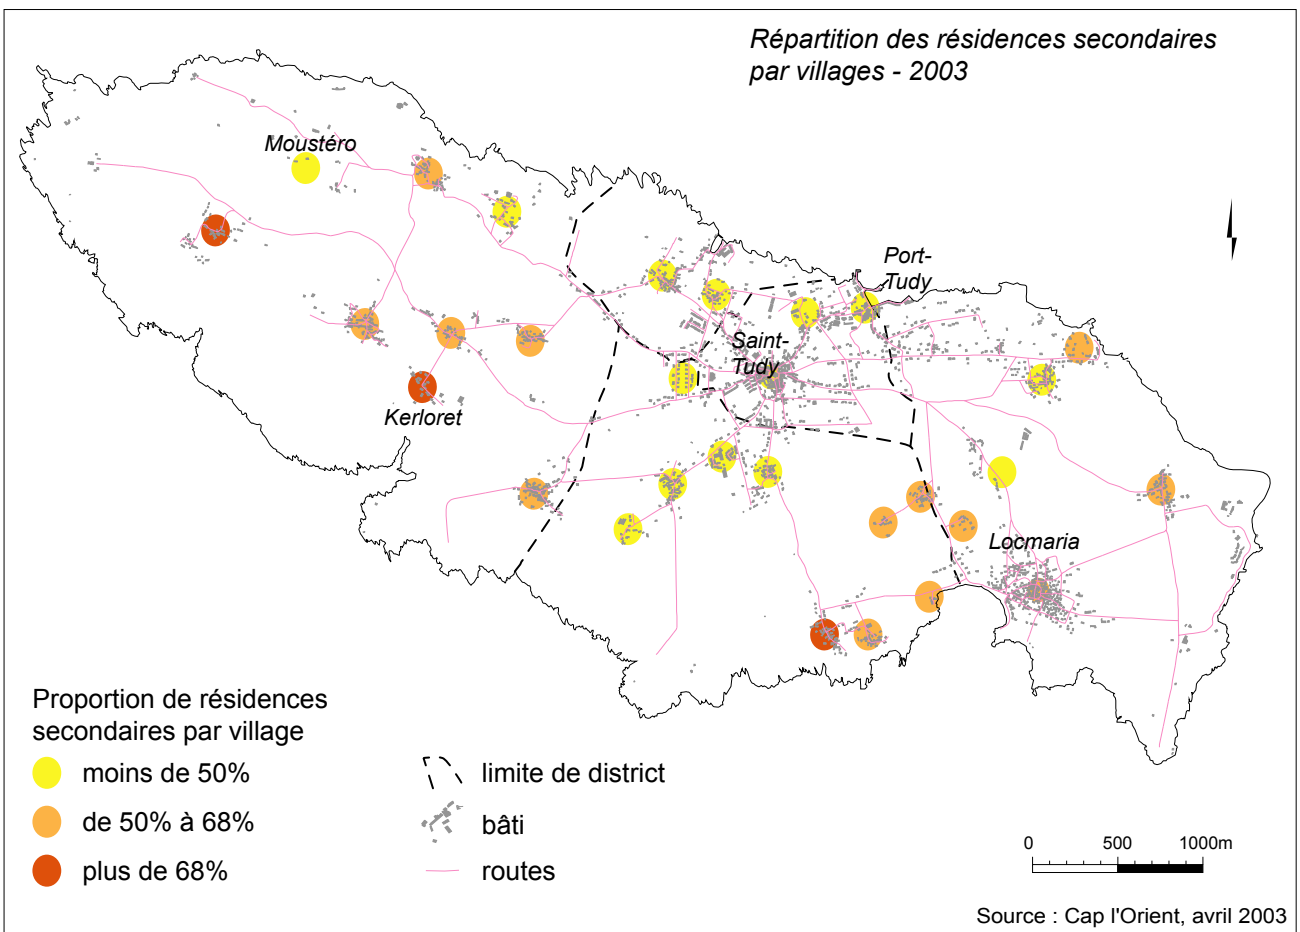 Répartition des résidences secondaires
par villages - 2003
Moustéro
Port-
Tudy
Saint-
Tudy
Kerloret
Locmaria
Proportion de résidences
secondaires par village
moins de 50%
de 50% à 68%
plus de 68%
limite de district
bâti
routes
0 500 1000m
Source : Cap l'Orient, avril 2003